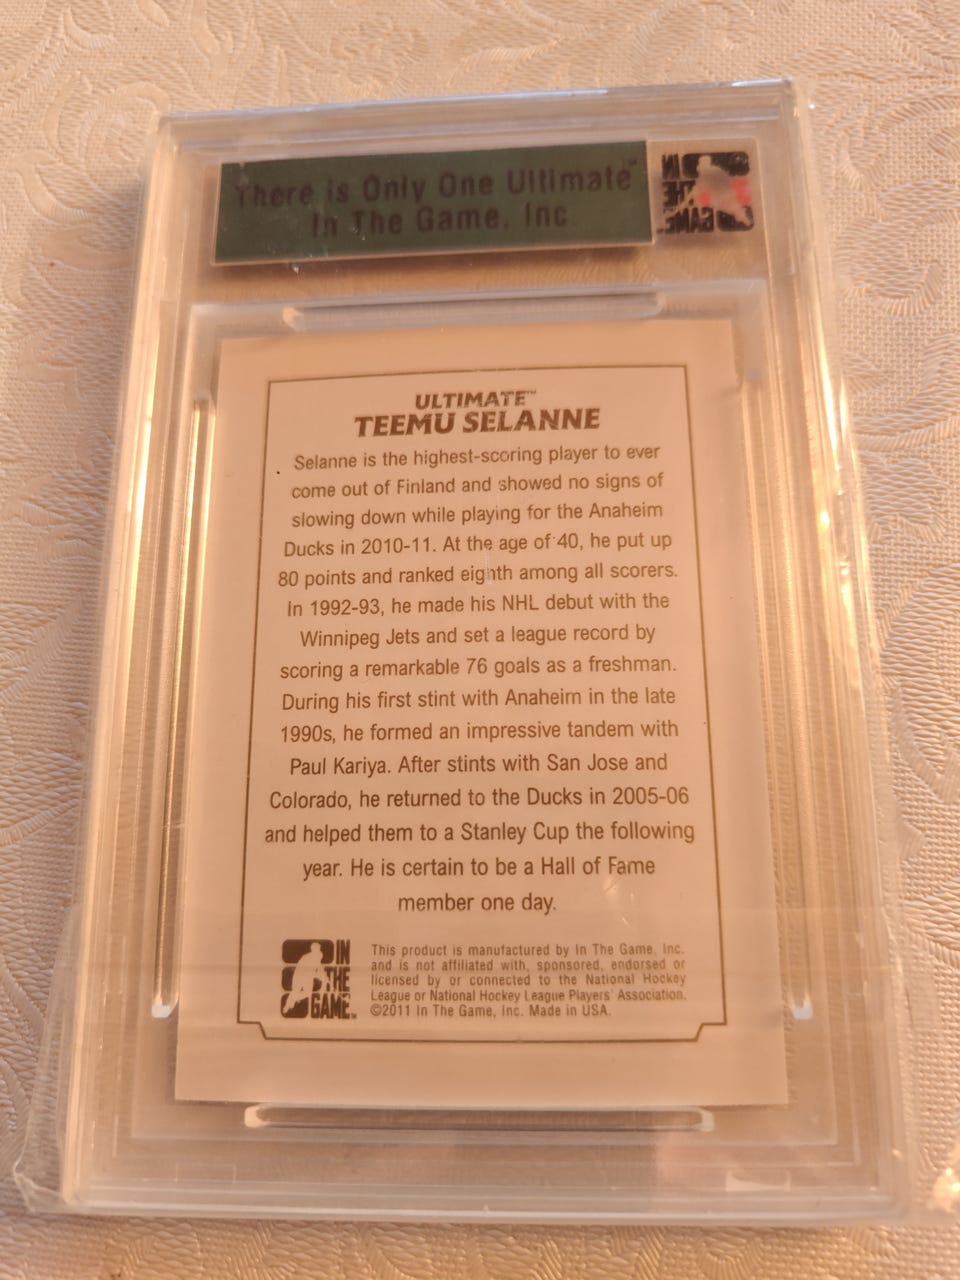 There is Only One Ultimate™
In The Game, Inc
IN
THE
GAME
ULTIMATE™
TEEMU SELANNE
Selanne is the highest-scoring player to ever
come out of Finland and showed no signs of
slowing down while playing for the Anaheim
Ducks in 2010-11. At the age of 40, he put up
80 points and ranked eighth among all scorers.
In 1992-93, he made his NHL debut with the
Winnipeg Jets and set a league record by
scoring a remarkable 76 goals as a freshman.
During his first stint with Anaheim in the late
1990s, he formed an impressive tandem with
Paul Kariya. After stints with San Jose and
Colorado, he returned to the Ducks in 2005-06
and helped them to a Stanley Cup the following
year. He is certain to be a Hall of Fame
member one day.
IN
THE
GAME™
This product is manufactured by In The Game, Inc.
and is not affiliated with, sponsored, endorsed or
licensed by or connected to the National Hockey
League or National Hockey League Players' Association.
©2011 In The Game, Inc. Made in USA.